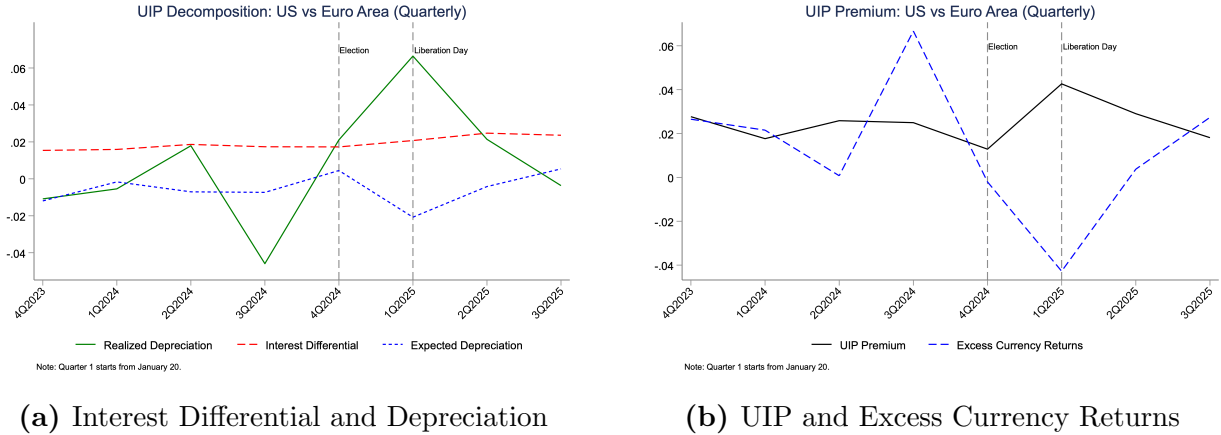 UIP Decomposition: US vs Euro Area (Quarterly)
Election
Liberation Day
.06
.04
.02
0
-.02
-.04
4Q2023
1Q2024
2Q2024
3Q2024
4Q2024
1Q2025
2Q2025
3Q2025
Realized Depreciation
Interest Differential
Expected Depreciation
Note: Quarter 1 starts from January 20.
(a) Interest Differential and Depreciation
UIP Premium: US vs Euro Area (Quarterly)
Election
Liberation Day
.06
.04
.02
0
-.02
-.04
4Q2023
1Q2024
2Q2024
3Q2024
4Q2024
1Q2025
2Q2025
3Q2025
UIP Premium
Excess Currency Returns
Note: Quarter 1 starts from January 20.
(b) UIP and Excess Currency Returns